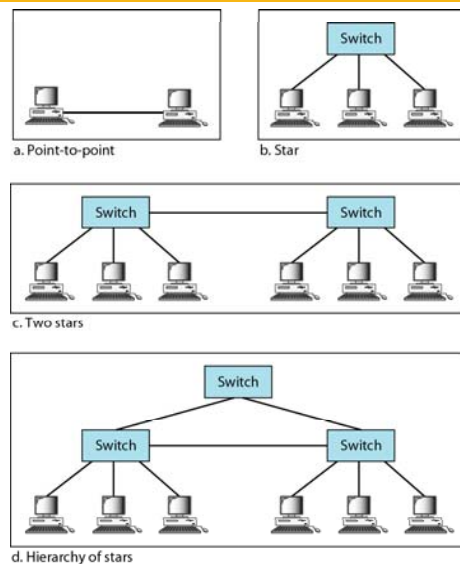 Switch
a. Point-to-point
b. Star
Switch
Switch
c. Two stars
Switch
Switch
Switch
d. Hierarchy of stars